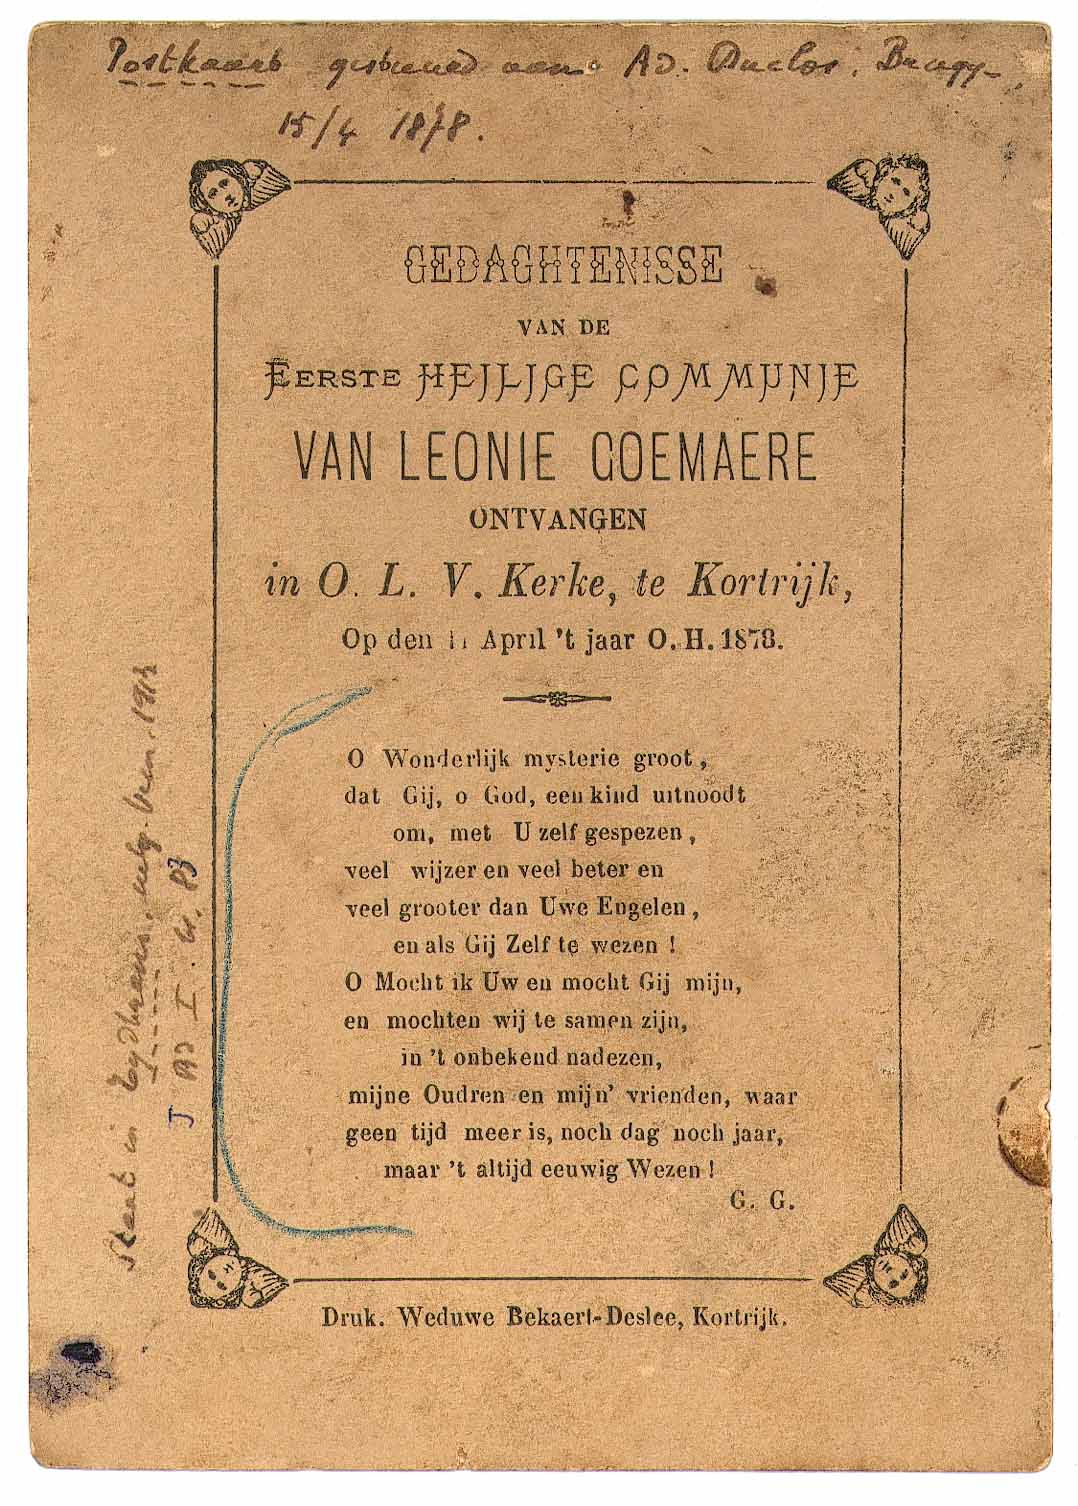 Postkaart gestuurd aan Ad. Duclos, Brugge
15/4 1878.
GEDACHTENISSE
VAN DE
EERSTE HEILIGE COMMUNIE
VAN LEONIE GOEMAERE
ONTVANGEN
in O. L. V. Kerke, te Kortrijk,
Op den 11 April 't jaar O. H. 1878.
O Wonderlijk mysterie groot,
dat Gij, o God, een kind uitnoodt
om, met U zelf gespezen,
veel wijzer en veel beter en
veel grooter dan Uwe Engelen,
en als Gij Zelf te wezen !
O Mocht ik Uw en mocht Gij mijn,
en mochten wij te samen zijn,
in 't onbekend nadezen,
mijne Oudren en mijn' vrienden, waar
geen tijd meer is, noch dag noch jaar,
maar 't altijd eeuwig Wezen !
G. G.
Druk. Weduwe Bekaert-Deslee, Kortrijk.
Staat in